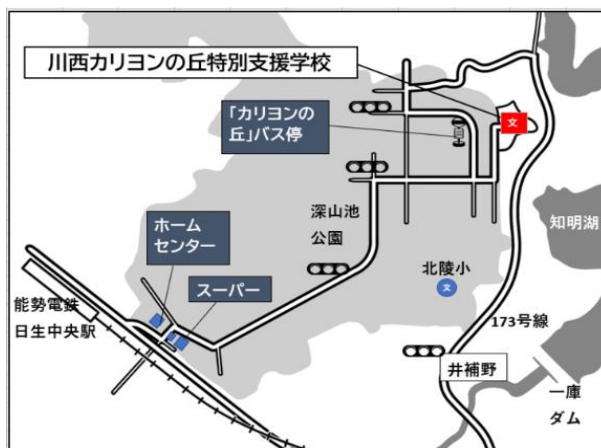 川西カリヨンの丘特別支援学校
「カリヨンの
丘」バス停
文
ホーム
センター
深山池
公園
知明湖
スーパー
北陵小
文
能勢電鉄
日生中央駅
173号線
井補野
一庫
ダム